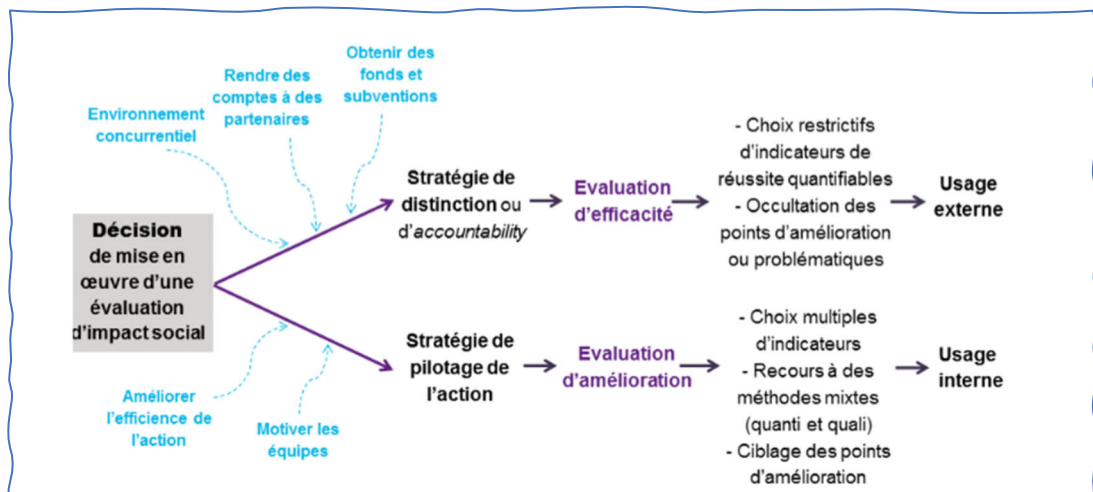 Obtenir des
fonds et
subventions
Rendre des
comptes à des
partenaires
Environnement
concurrentiel
Décision
de mise en
œuvre d'une
évaluation
d'impact social
Stratégie de
distinction ou
d'accountability
Evaluation
d'efficacité
- Choix restrictifs
d'indicateurs de
réussite quantifiables
- Occultation des
points d'amélioration
ou problématiques
Usage
externe
Améliorer
l'efficience de
l'action
Motiver les
équipes
Stratégie de
pilotage de
l'action
Evaluation
d'amélioration
- Choix multiples
d'indicateurs
- Recours à des
méthodes mixtes
(quanti et quali)
- Ciblage des points
d'amélioration
Usage
interne